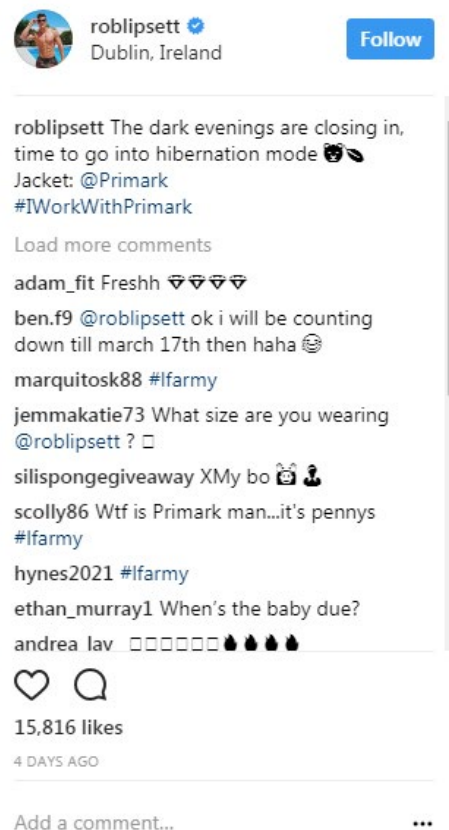 roblipsett
Dublin, Ireland
Follow
roblipsett The dark evenings are closing in,
time to go into hibernation mode 🐻🍂
Jacket: @Primark
#IWorkWithPrimark
Load more comments
adam_fit Freshh 💎💎💎💎
ben.f9 @roblipsett ok i will be counting
down till march 17th then haha 😂
marquitosk88 #lfarmy
jemmakatie73 What size are you wearing
@roblipsett ? □
silispongegiveaway XMy bo
scolly86 Wtf is Primark man...it's pennys
#lfarmy
hynes2021 #lfarmy
ethan_murray1 When's the baby due?
andrea_lav_ □□□□□□🔥🔥🔥🔥
15,816 likes
4 DAYS AGO
Add a comment...